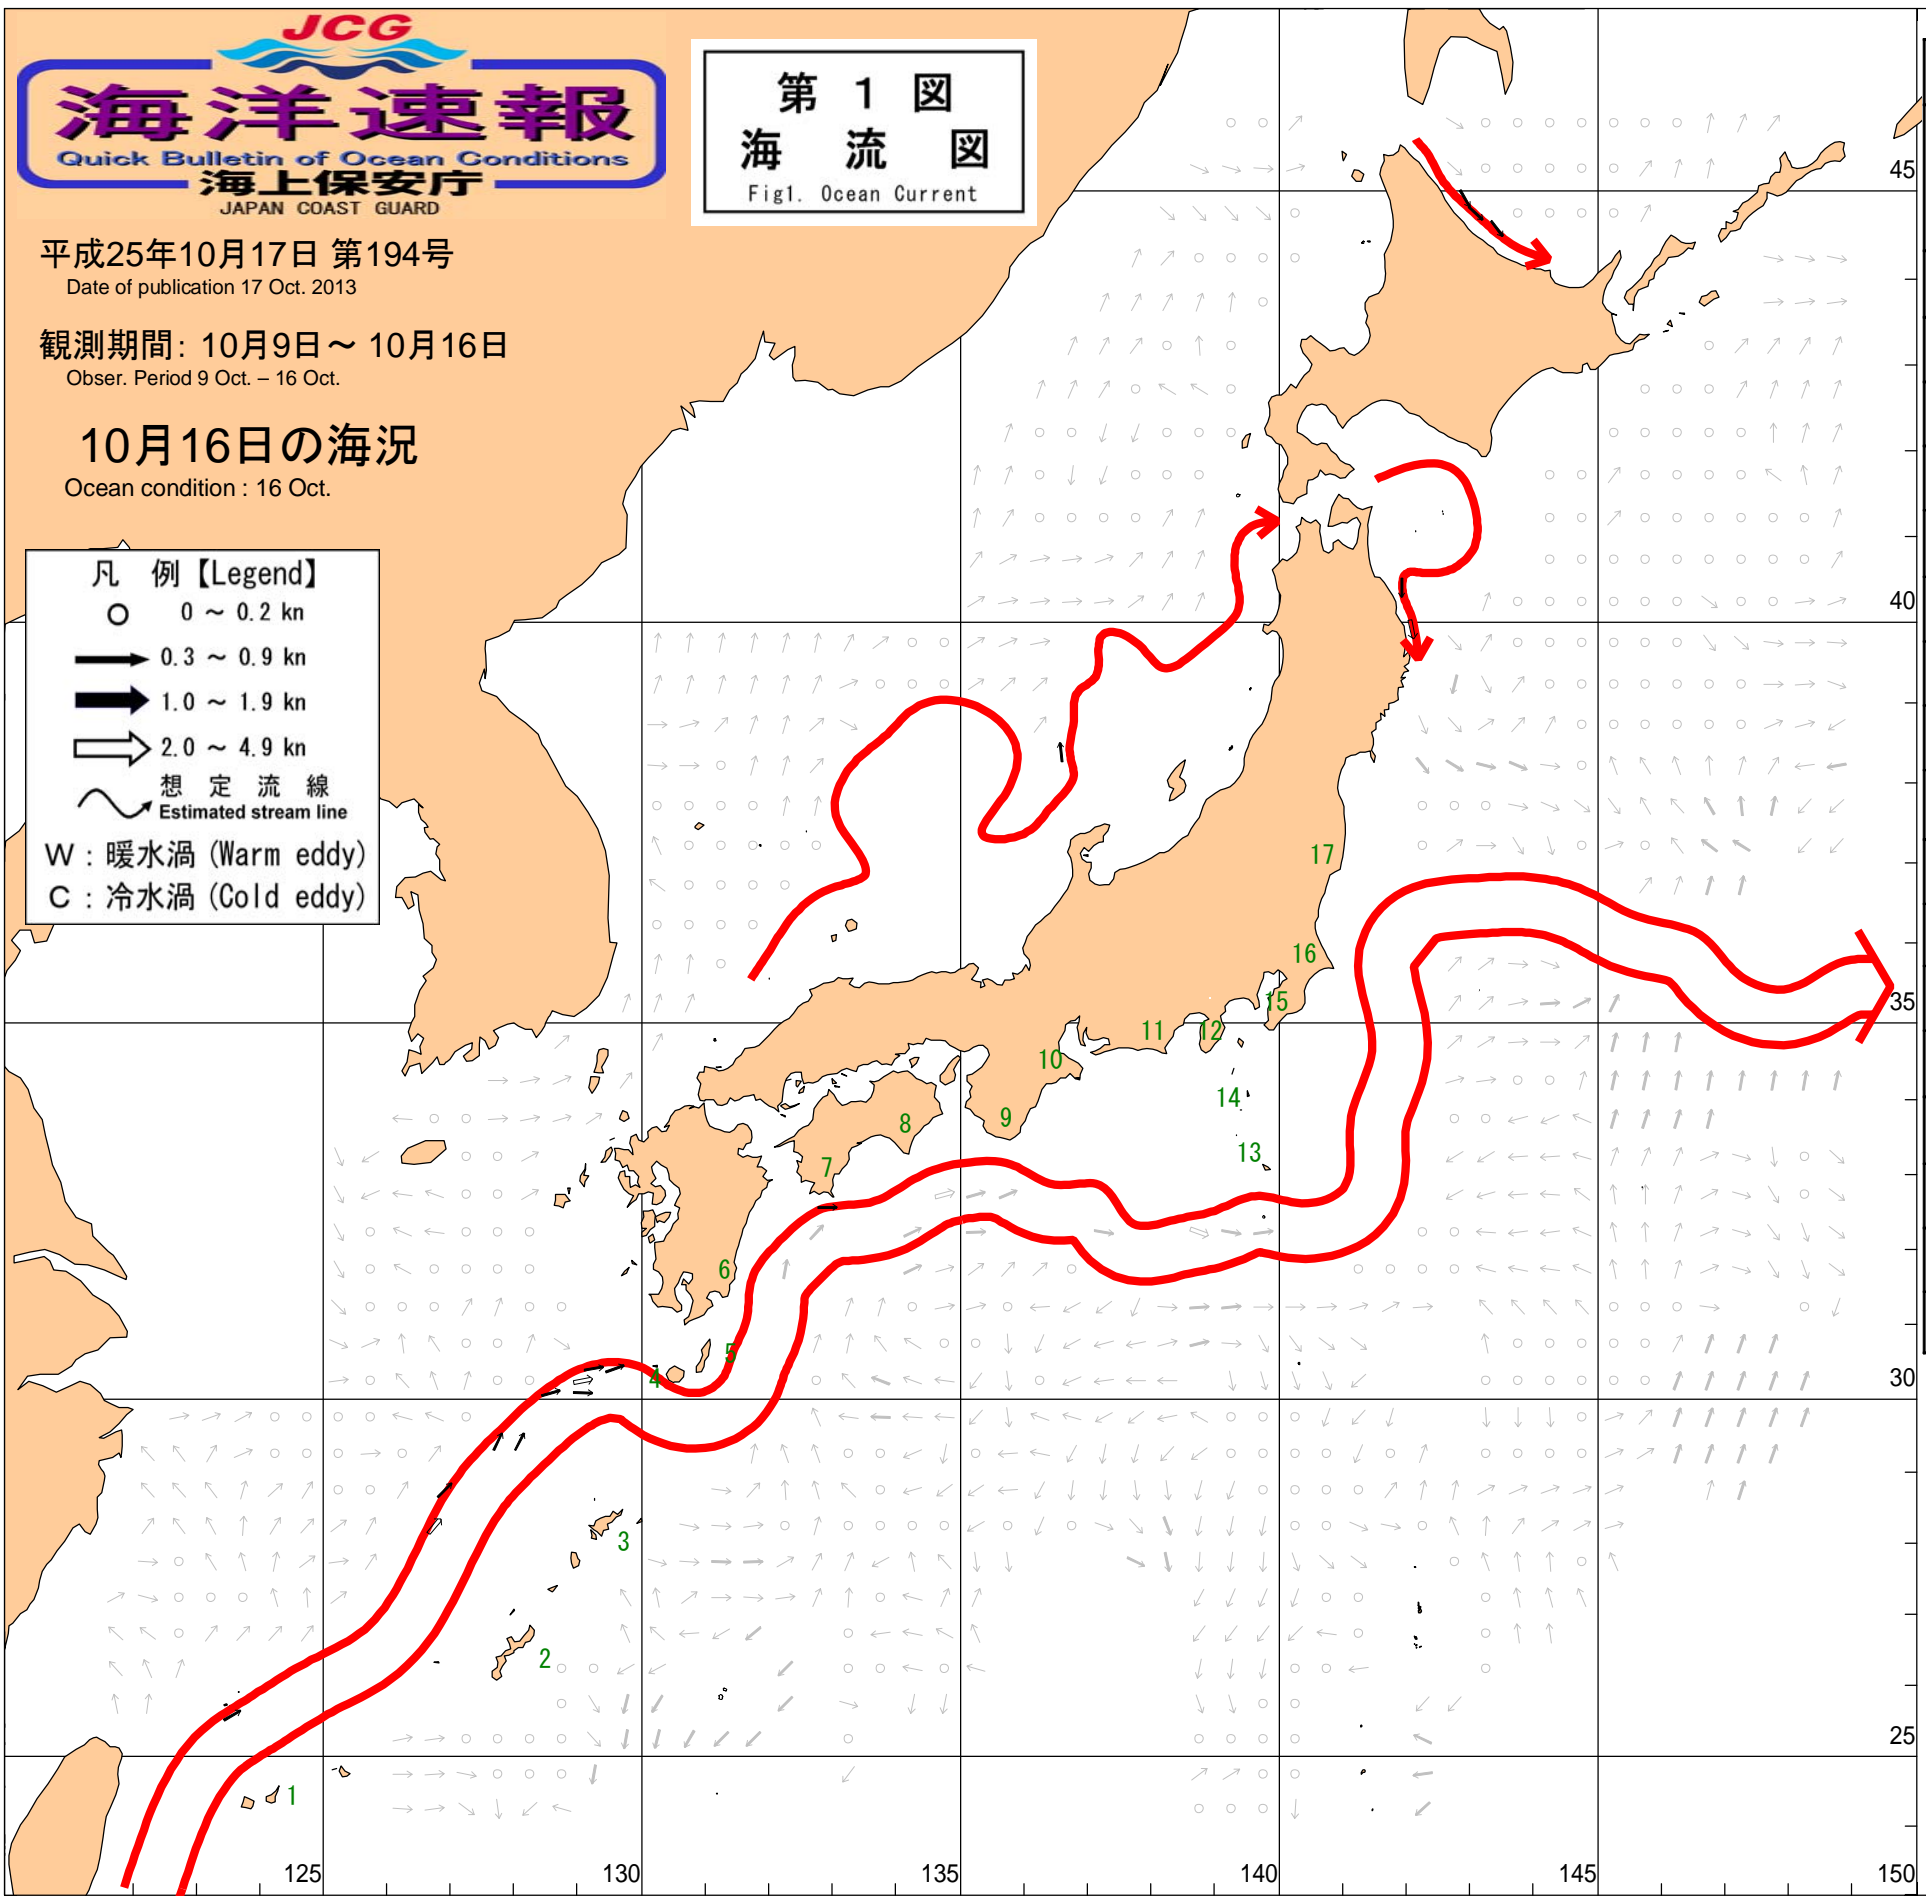 JCG
海洋速報
Quick Bulletin of Ocean Conditions
海上保安庁
JAPAN COAST GUARD
第 1 図
海 流 図
Fig1. Ocean Current
平成25年10月17日 第194号
Date of publication 17 Oct. 2013
観測期間: 10月9日～ 10月16日
Obser. Period 9 Oct. – 16 Oct.
10月16日の海況
Ocean condition : 16 Oct.
凡 例【Legend】
0 ～ 0.2 kn
0.3 ～ 0.9 kn
1.0 ～ 1.9 kn
2.0 ～ 4.9 kn
想 定 流 線
Estimated stream line
W : 暖水渦 (Warm eddy)
C : 冷水渦 (Cold eddy)
45
40
17
16
35
15
12
11
10
14
9
8
13
7
6
5
4
30
3
2
25
1
125
130
135
140
145
150